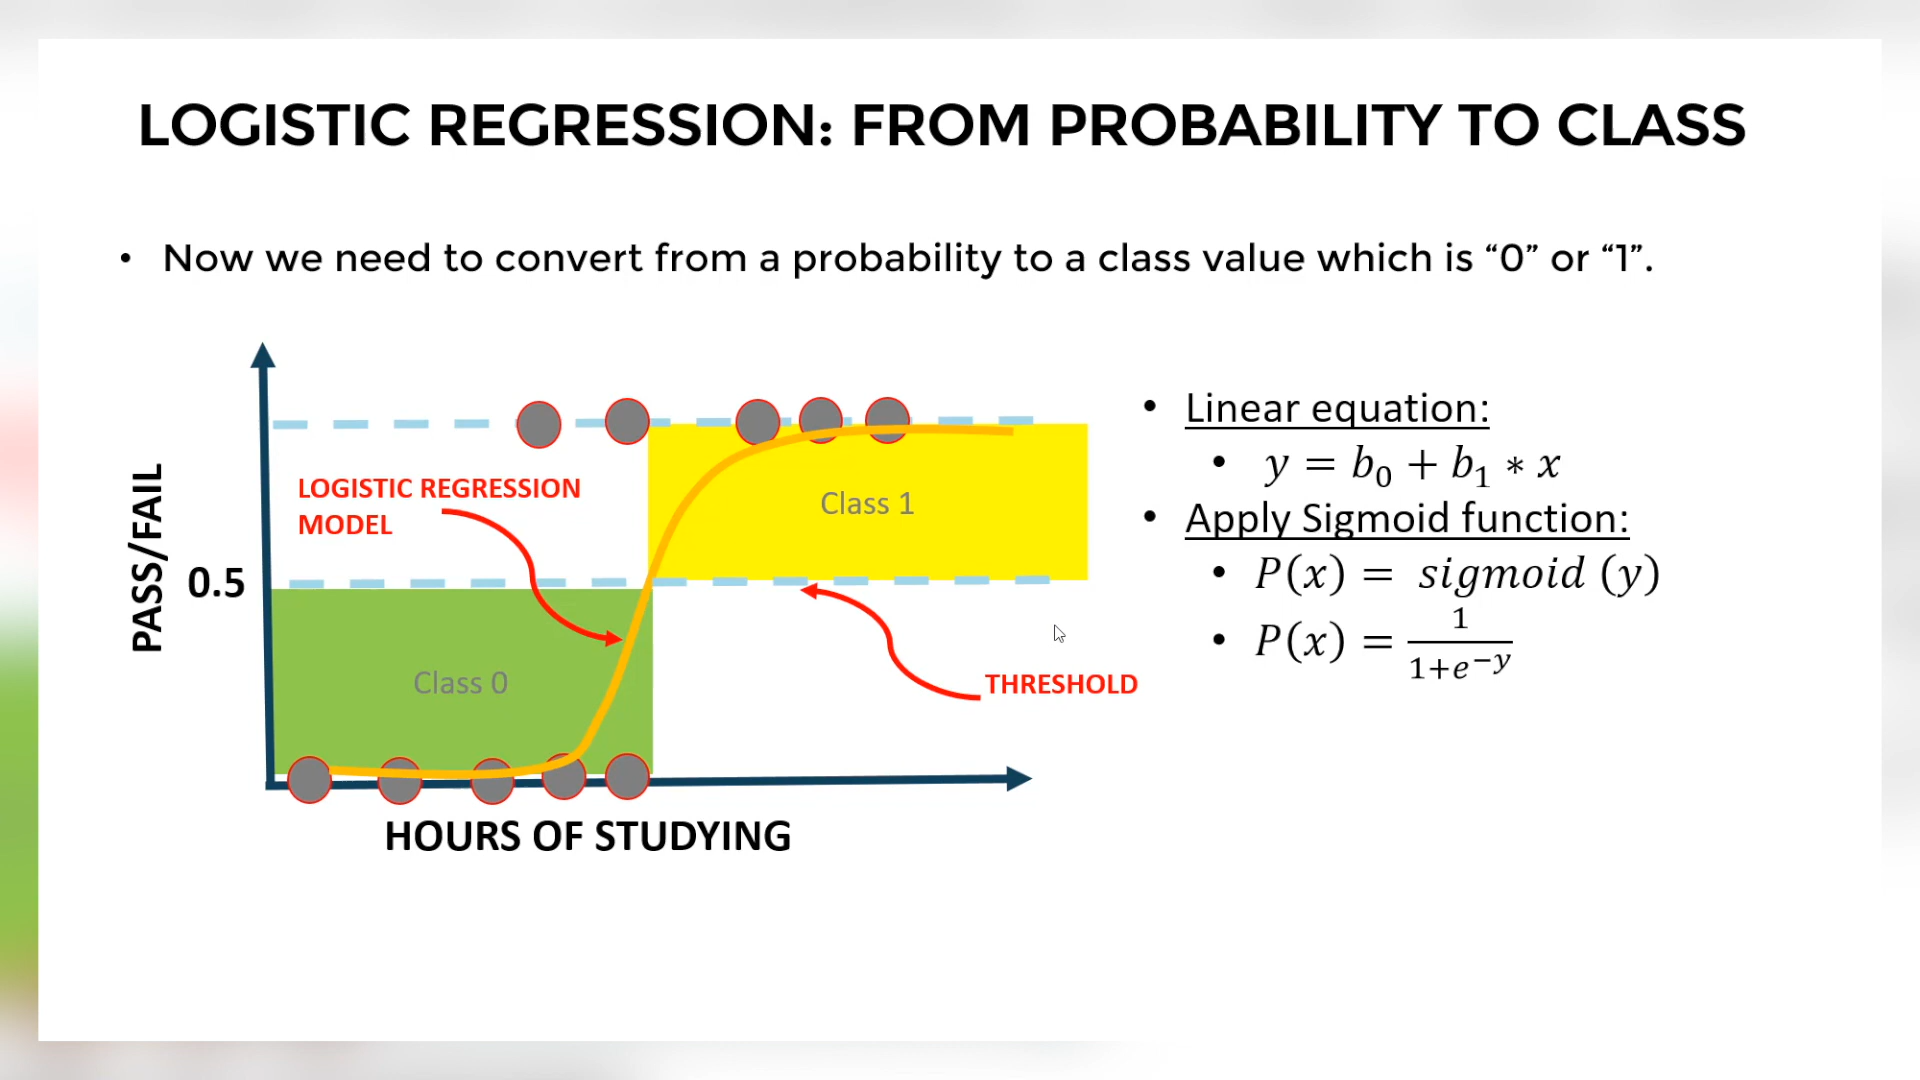 LOGISTIC REGRESSION: FROM PROBABILITY TO CLASS
• Now we need to convert from a probability to a class value which is “0” or “1”.
PASS/FAIL
0.5
LOGISTIC REGRESSION
MODEL
Class 1
Class 0
THRESHOLD
HOURS OF STUDYING
• Linear equation:
• y = b₀ + b₁ ∗ x
• Apply Sigmoid function:
• P(x) = sigmoid (y)
• P(x) = 1/(1+e^−y)